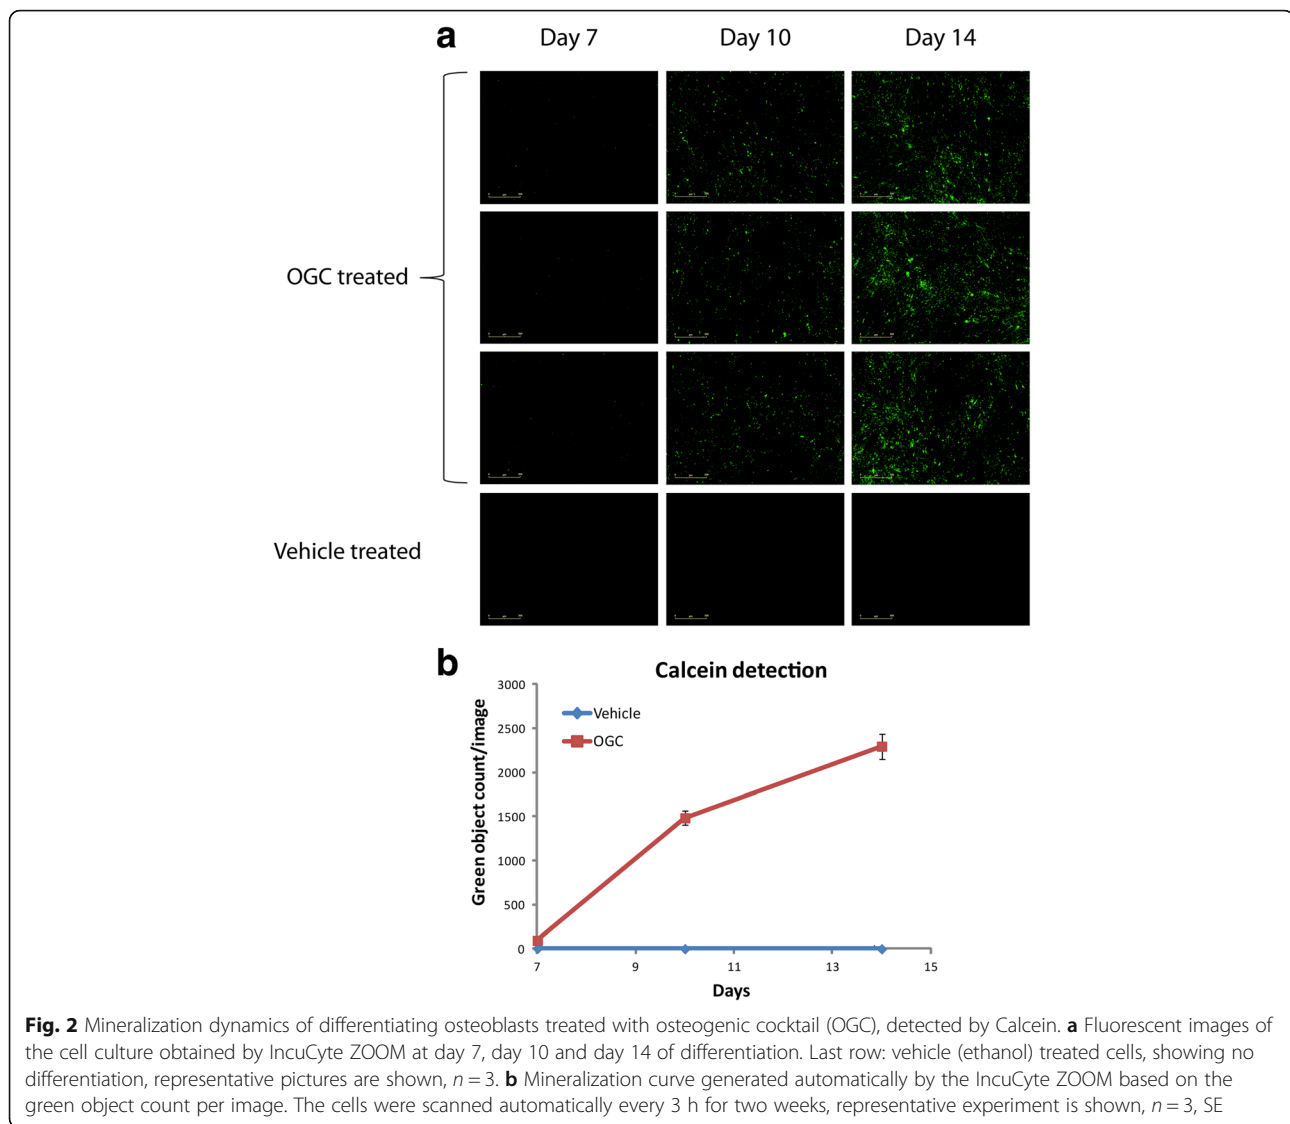 a
Day 7
Day 10
Day 14
OGC treated
Vehicle treated
b
Calcein detection
3000
2500
2000
1500
1000
500
0
Green object count/image
Vehicle
OGC
7
9
11
13
15
Days
Fig. 2 Mineralization dynamics of differentiating osteoblasts treated with osteogenic cocktail (OGC), detected by Calcein. a Fluorescent images of
the cell culture obtained by IncuCyte ZOOM at day 7, day 10 and day 14 of differentiation. Last row: vehicle (ethanol) treated cells, showing no
differentiation, representative pictures are shown, n = 3. b Mineralization curve generated automatically by the IncuCyte ZOOM based on the
green object count per image. The cells were scanned automatically every 3 h for two weeks, representative experiment is shown, n = 3, SE